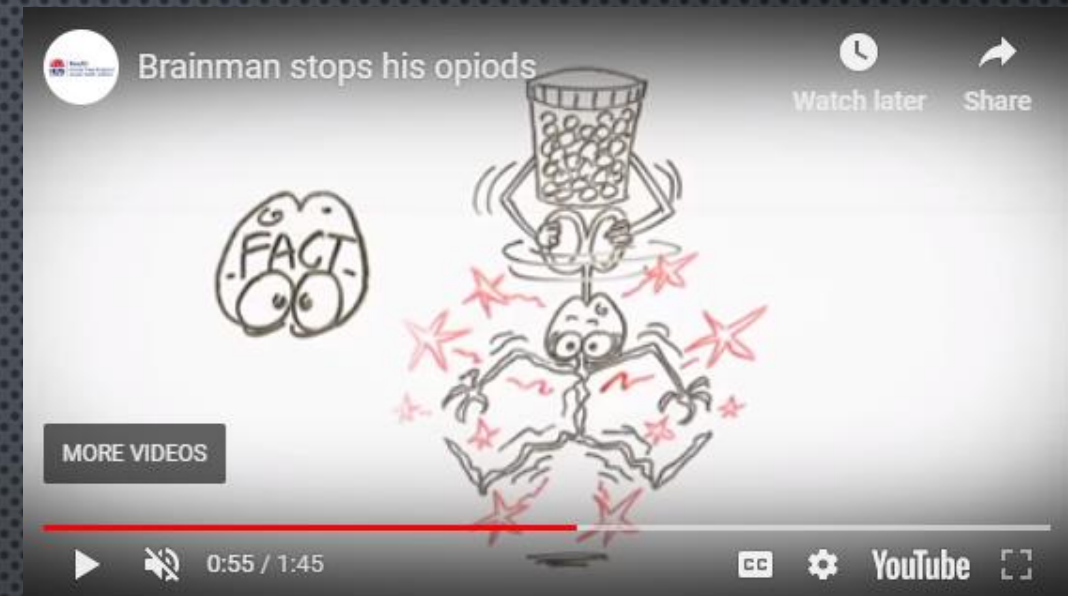 Brainman stops his opiods
Watch later
Share
FACT
MORE VIDEOS
0:55 / 1:45
CC
YouTube